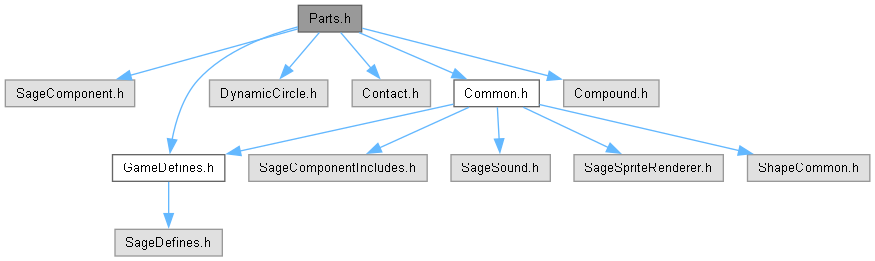 Parts.h
SageComponent.h
DynamicCircle.h
Contact.h
Common.h
Compound.h
GameDefines.h
SageComponentIncludes.h
SageSound.h
SageSpriteRenderer.h
ShapeCommon.h
SageDefines.h